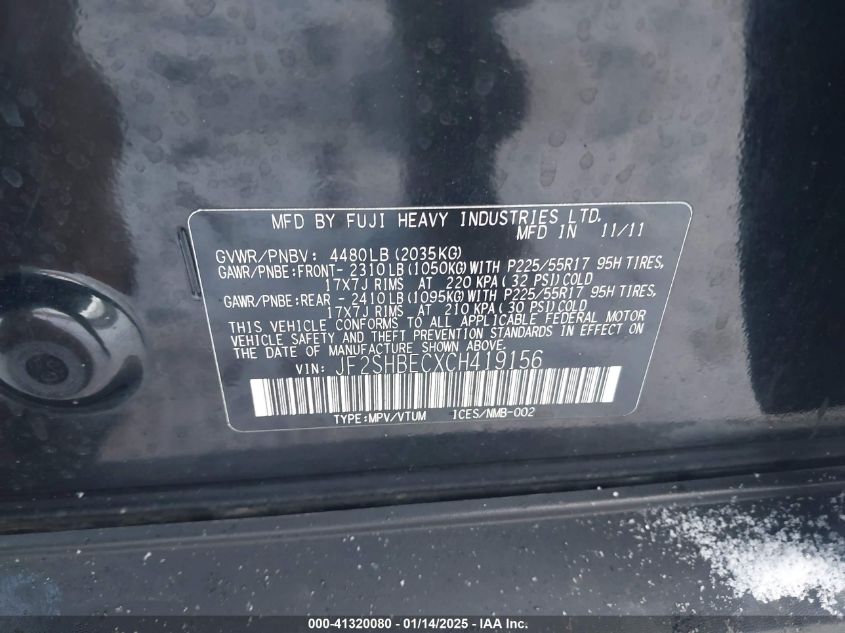 MFD BY FUJI HEAVY INDUSTRIES LTD.
MFD IN 11/11
GVWR/PNBV: 4480LB(2035KG)
GAWR/PNBE:FRONT- 2310LB(1050KG)WITH P225/55R17 95H TIRES,
17X7J RIMS AT 220 KPA(32 PSI)COLD
GAWR/PNBE:REAR - 2410LB(1095KG)WITH P225/55R17 95H TIRES,
17X7J RIMS AT 210 KPA(30 PSI)COLD
THIS VEHICLE CONFORMS TO ALL APPLICABLE FEDERAL MOTOR
VEHICLE SAFETY AND THEFT PREVENTION STANDARDS IN EFFECT ON
THE DATE OF MANUFACTURE SHOWN ABOVE.
VIN: JF2SHBECXCH419156
TYPE:MPV/VTUM ICES/NMB-002
000-41320080 - 01/14/2025 - IAA, Inc.